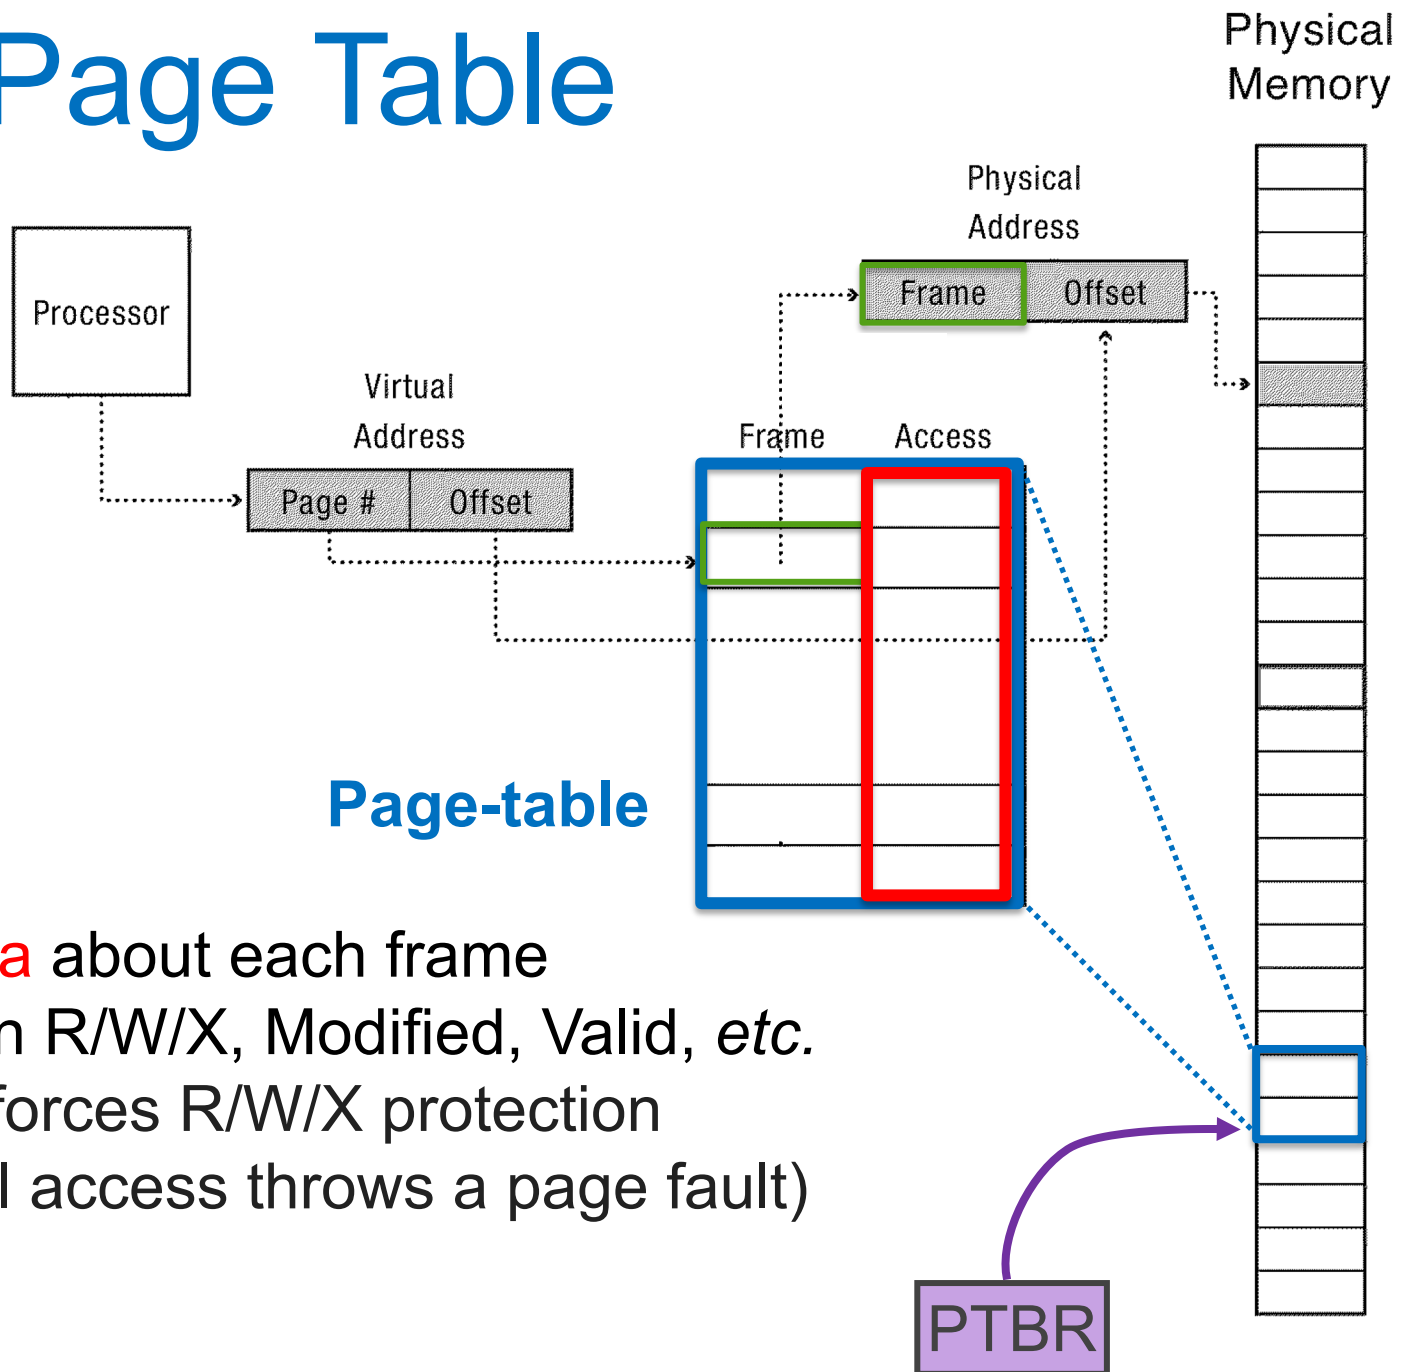 Page Table
Physical
Memory
Physical
Address
Frame Offset
Processor
Virtual
Address
Page # Offset
Frame Access
Page-table
a about each frame
n R/W/X, Modified, Valid, etc.
forces R/W/X protection
l access throws a page fault)
PTBR